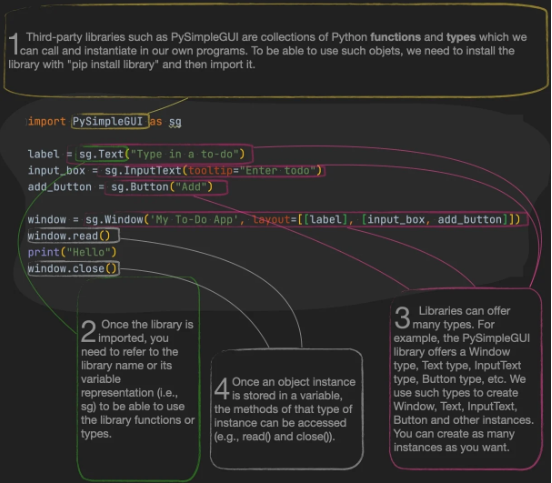 1 Third-party libraries such as PySimpleGUI are collections of Python functions and types which we
can call and instantiate in our own programs. To be able to use such objets, we need to install the
library with "pip install library" and then import it.
import PySimpleGUI as sg
label = sg.Text("Type in a to-do")
input_box = sg.InputText(tooltip="Enter todo")
add_button = sg.Button("Add")
window = sg.Window('My To-Do App', layout=[[label], [input_box, add_button]])
window.read()
print("Hello")
window.close()
2 Once the library is
imported, you
need to refer to the
library name or its
variable
representation (i.e.,
sg) to be able to use
the library functions or
types.
4 Once an object instance
is stored in a variable,
the methods of that type of
instance can be accessed
(e.g., read() and close()).
3 Libraries can offer
many types. For
example, the PySimpleGUI
library offers a Window
type, Text type, InputText
type, Button type, etc. We
use such types to create
Window, Text, InputText,
Button and other instances.
You can create as many
instances as you want.